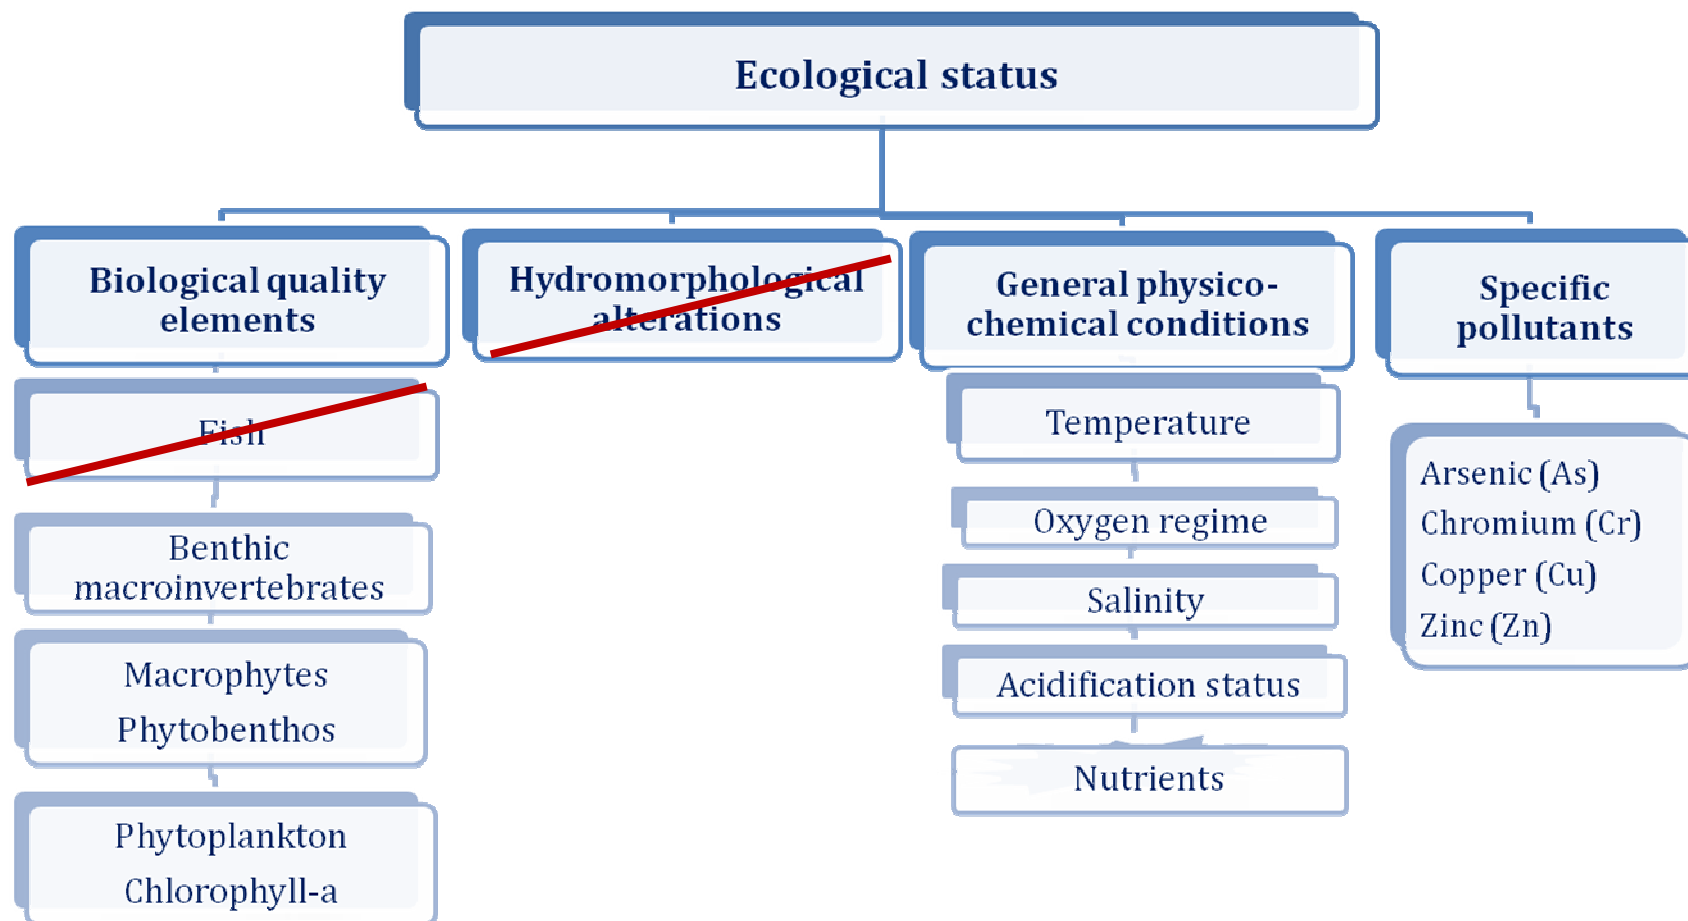 Ecological status
Biological quality
elements
Fish
Benthic
macroinvertebrates
Macrophytes
Phytobenthos
Phytoplankton
Chlorophyll-a
Hydromorphological
alterations
General physico-
chemical conditions
Temperature
Oxygen regime
Salinity
Acidification status
Nutrients
Specific
pollutants
Arsenic (As)
Chromium (Cr)
Copper (Cu)
Zinc (Zn)